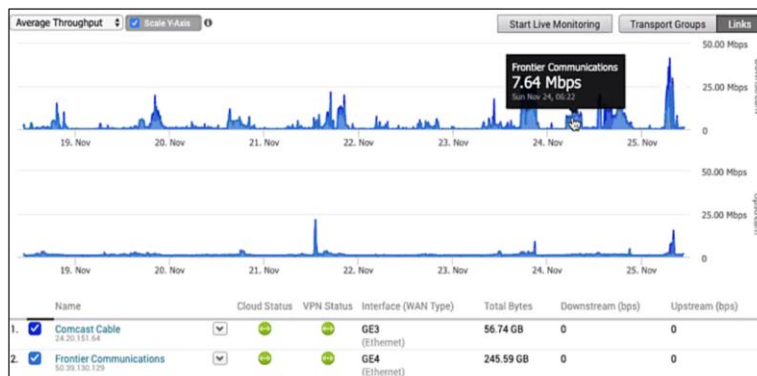 Average Throughput Scale Y-Axis Start Live Monitoring Transport Groups Links
50.00 Mbps
Frontier Communications
7.64 Mbps
Sun Nov 24, 06:22
25.00 Mbps
0
19. Nov 20. Nov 21. Nov 22. Nov 23. Nov 24. Nov 25. Nov
50.00 Mbps
25.00 Mbps
0
19. Nov 20. Nov 21. Nov 22. Nov 23. Nov 24. Nov 25. Nov
Name Cloud Status VPN Status Interface (WAN Type) Total Bytes Downstream (bps) Upstream (bps)
1. Comcast Cable GE3 56.74 GB 0 0
24.20.151.64 (Ethernet)
2. Frontier Communications GE4 245.59 GB 0 0
50.39.130.129 (Ethernet)